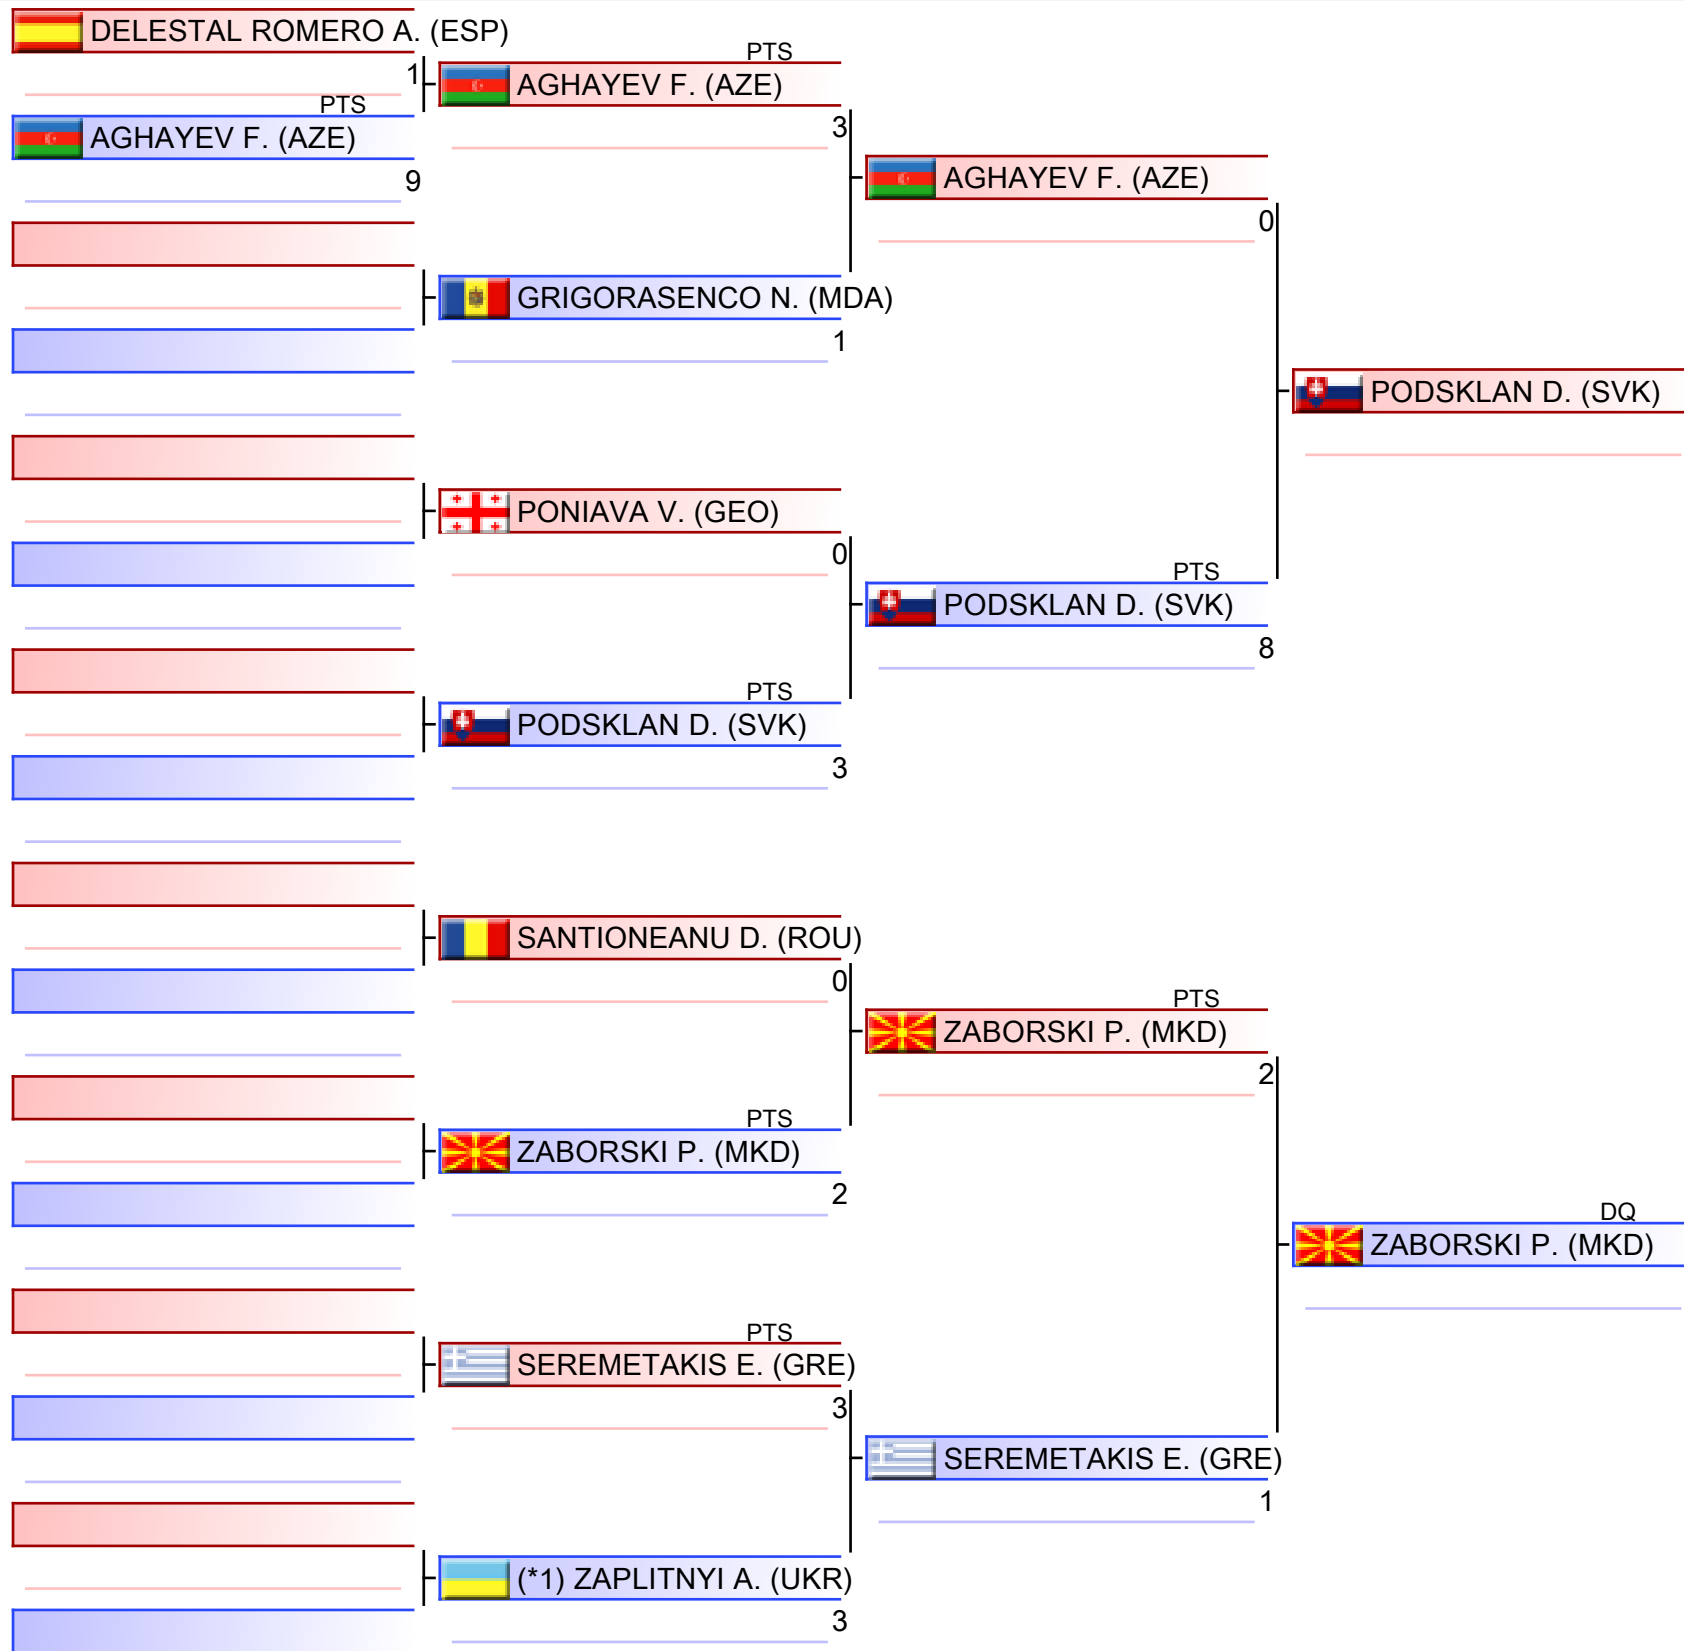 DELESTAL ROMERO A. (ESP)
1
PTS
AGHAYEV F. (AZE)
9
PTS
AGHAYEV F. (AZE)
3
GRIGORASENCO N. (MDA)
1
PONIAVA V. (GEO)
0
PTS
PODSKLAN D. (SVK)
3
SANTIONEANU D. (ROU)
0
PTS
ZABORSKI P. (MKD)
2
PTS
SEREMETAKIS E. (GRE)
3
(*1) ZAPLITNYI A. (UKR)
3
AGHAYEV F. (AZE)
0
PTS
PODSKLAN D. (SVK)
8
PTS
ZABORSKI P. (MKD)
2
SEREMETAKIS E. (GRE)
1
PODSKLAN D. (SVK)
DQ
ZABORSKI P. (MKD)